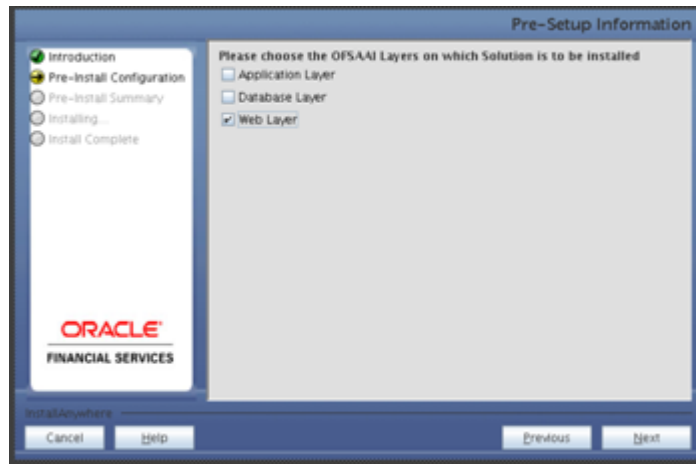 Pre-Setup Information
Introduction
Pre-Install Configuration
Pre-Install Summary
Installing...
Install Complete
Please choose the OFSAAI Layers on which Solution is to be installed
Application Layer
Database Layer
Web Layer
ORACLE
FINANCIAL SERVICES
InstallAnywhere
Cancel
Help
Previous
Next